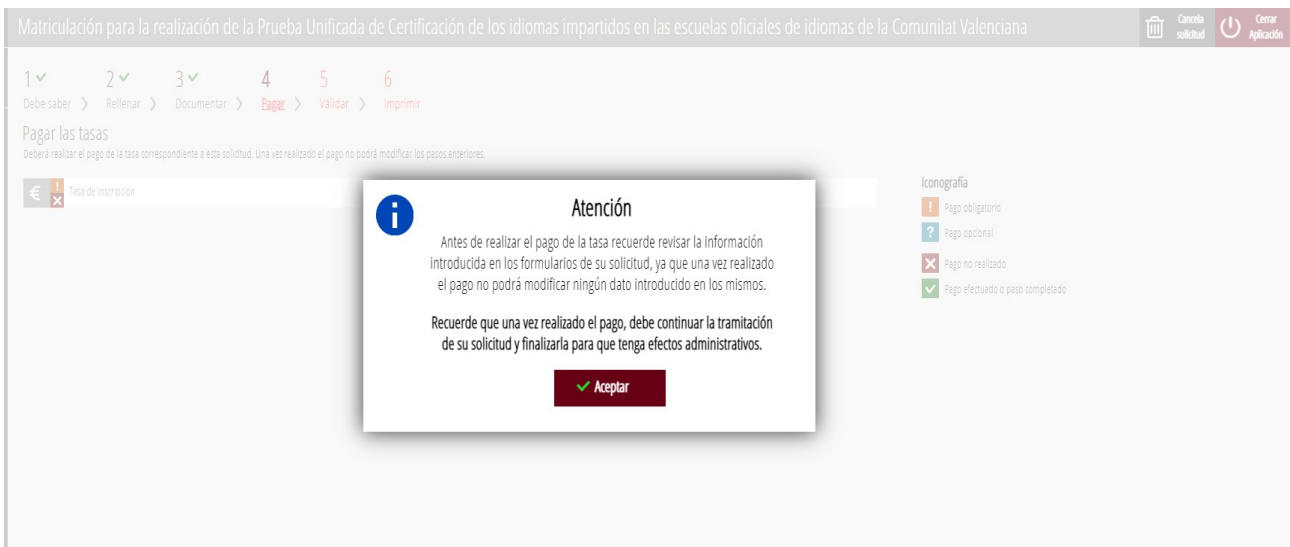 Matriculación para la realización de la Prueba Unificada de Certificación de los idiomas impartidos en las escuelas oficiales de idiomas de la Comunitat Valenciana
Cancela
solicitud
Cerrar
Aplicación
1
2
3
4
5
6
Debe saber
Rellenar
Documentar
Pagar
Validar
Imprimir
Pagar las tasas
Deberá realizar el pago de la tasa correspondiente a esta solicitud. Una vez realizado el pago no podrá modificar los pasos anteriores.
€ ! Tasa de Inscripción
Atención
Antes de realizar el pago de la tasa recuerde revisar la información
introducida en los formularios de su solicitud, ya que una vez realizado
el pago no podrá modificar ningún dato introducido en los mismos.
Recuerde que una vez realizado el pago, debe continuar la tramitación
de su solicitud y finalizarla para que tenga efectos administrativos.
Aceptar
Iconografía
! Pago obligatorio
? Pago opcional
Pago no realizado
Pago efectuado o paso completado